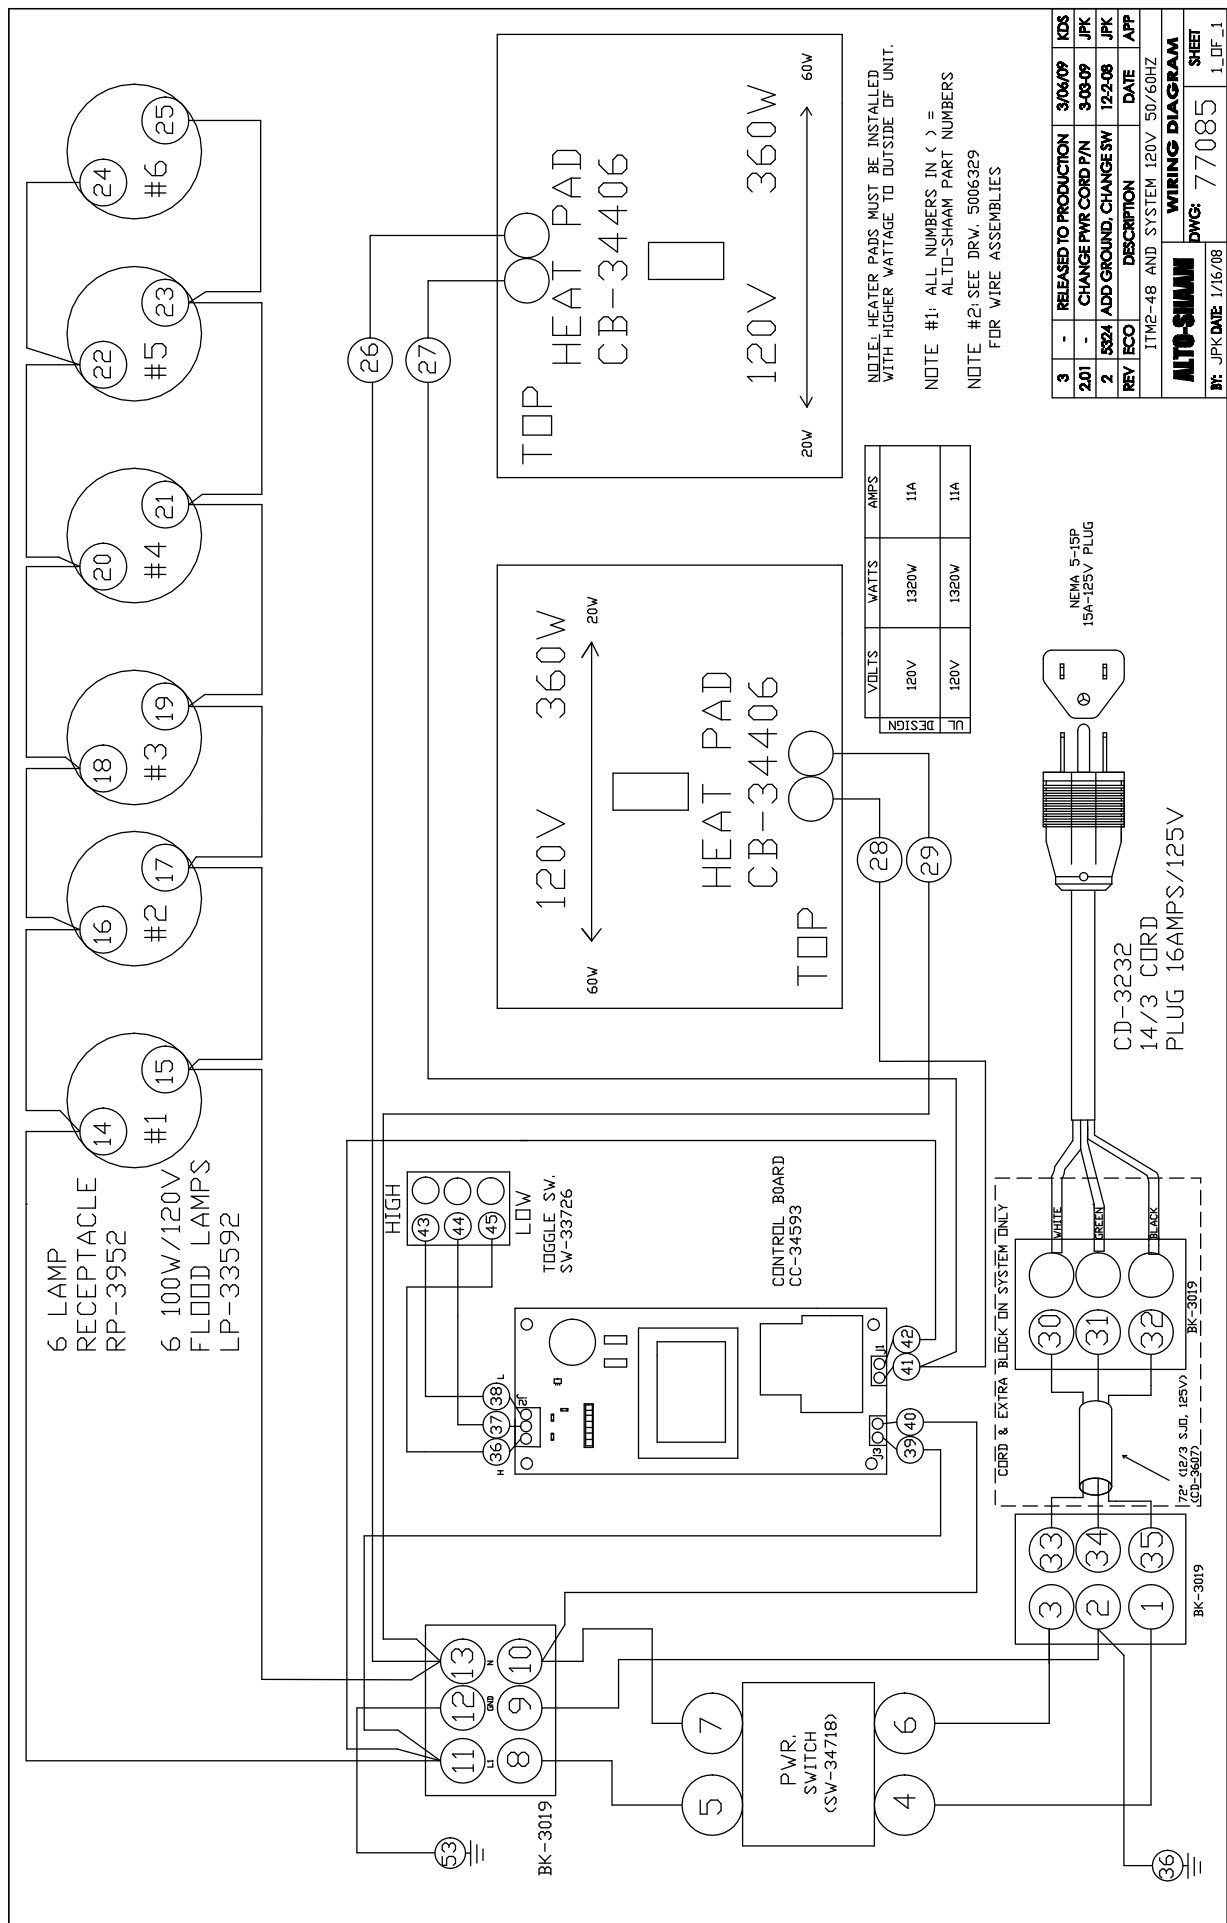 6 LAMP
RECEPTACLE
RP-3952
6 100W/120V
FLOOD LAMPS
LP-33592
14
15
#1
16
17
#2
18
19
#3
20
21
#4
22
23
#5
24
25
#6
26
27
28
29
TOP
HEAT PAD
CB-34406
120V 360W
20W
60W
120V 360W
60W
20W
HEAT PAD
CB-34406
TOP
HIGH
43
44
45
LOW
TOGGLE SW.
SW-33726
CONTROL BOARD
CC-34593
H
L
36
37
38
J2
J3
J1
39
40
41
42
11
12
13
L1
GND
N
8
9
10
BK-3019
53
5
7
PWR.
SWITCH
(SW-34718)
4
6
36
3
33
2
34
1
35
BK-3019
CORD & EXTRA BLOCK ON SYSTEM ONLY
72" (12/3 SJO, 125V)
(CD-3607)
30
31
32
BK-3019
WHITE
GREEN
BLACK
CD-3232
14/3 CORD
PLUG 16AMPS/125V
NEMA 5-15P
15A-125V PLUG
VOLTS WATTS AMPS
DESIGN 120V 1320W 11A
UL 120V 1320W 11A
NOTE: HEATER PADS MUST BE INSTALLED
WITH HIGHER WATTAGE TO OUTSIDE OF UNIT.
NOTE #1: ALL NUMBERS IN ( ) =
ALTO-SHAAM PART NUMBERS
NOTE #2: SEE DRW. 5006329
FOR WIRE ASSEMBLIES
3 - RELEASED TO PRODUCTION 3/06/09 KDS
2.01 - CHANGE PWR CORD P/N 3-03-09 JPK
2 5324 ADD GROUND, CHANGE SW 12-2-08 JPK
REV ECO DESCRIPTION DATE APP
ITM2-48 AND SYSTEM 120V 50/60HZ
ALTO-SHAAM
WIRING DIAGRAM
BY: JPK DATE: 1/16/08
DWG: 77085
SHEET
1_OF_1